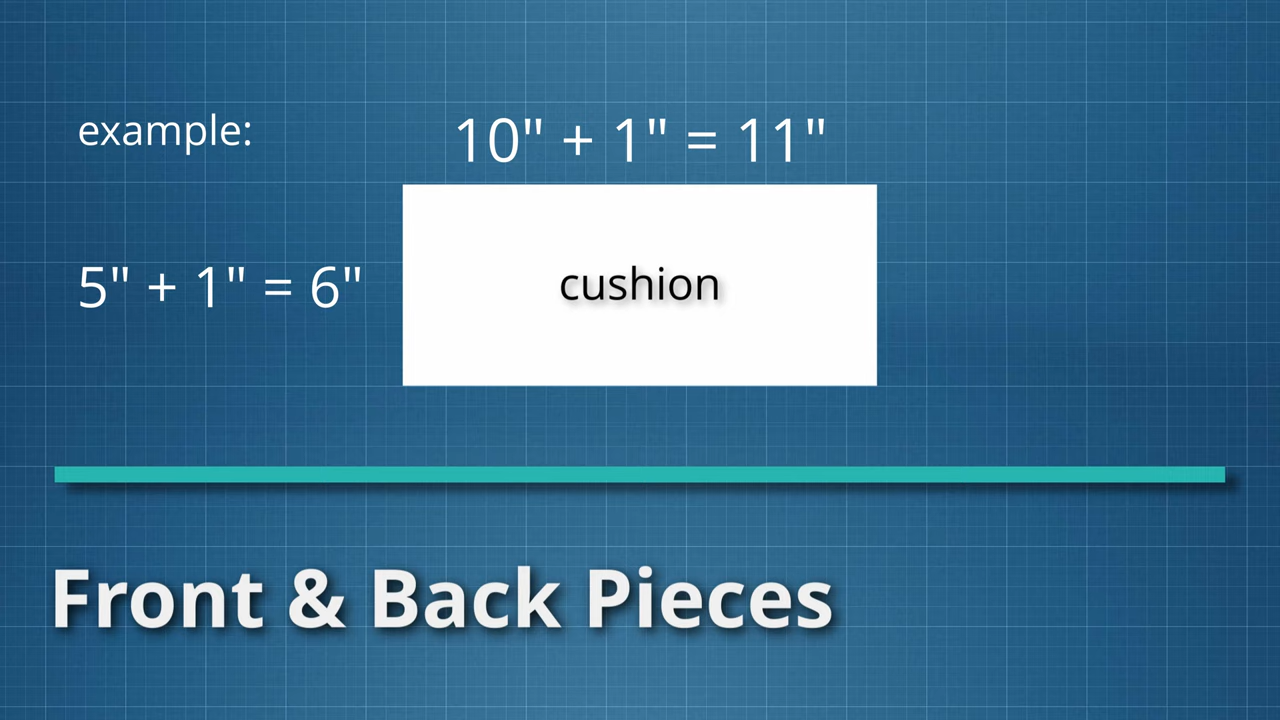 example:
10" + 1" = 11"
5" + 1" = 6"
cushion
Front & Back Pieces